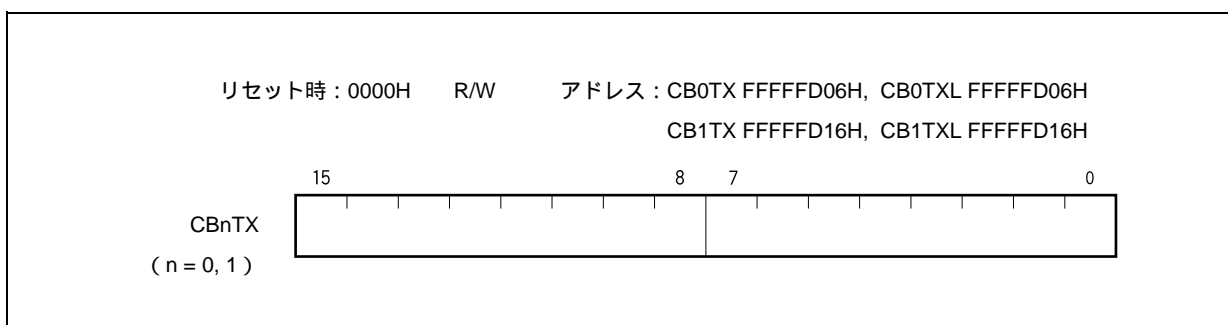 リセット時：0000H R/W アドレス：CB0TX FFFFFD06H, CB0TXL FFFFFD06H
CB1TX FFFFFD16H, CB1TXL FFFFFD16H
15 8 7 0
CBnTX
（n = 0, 1）